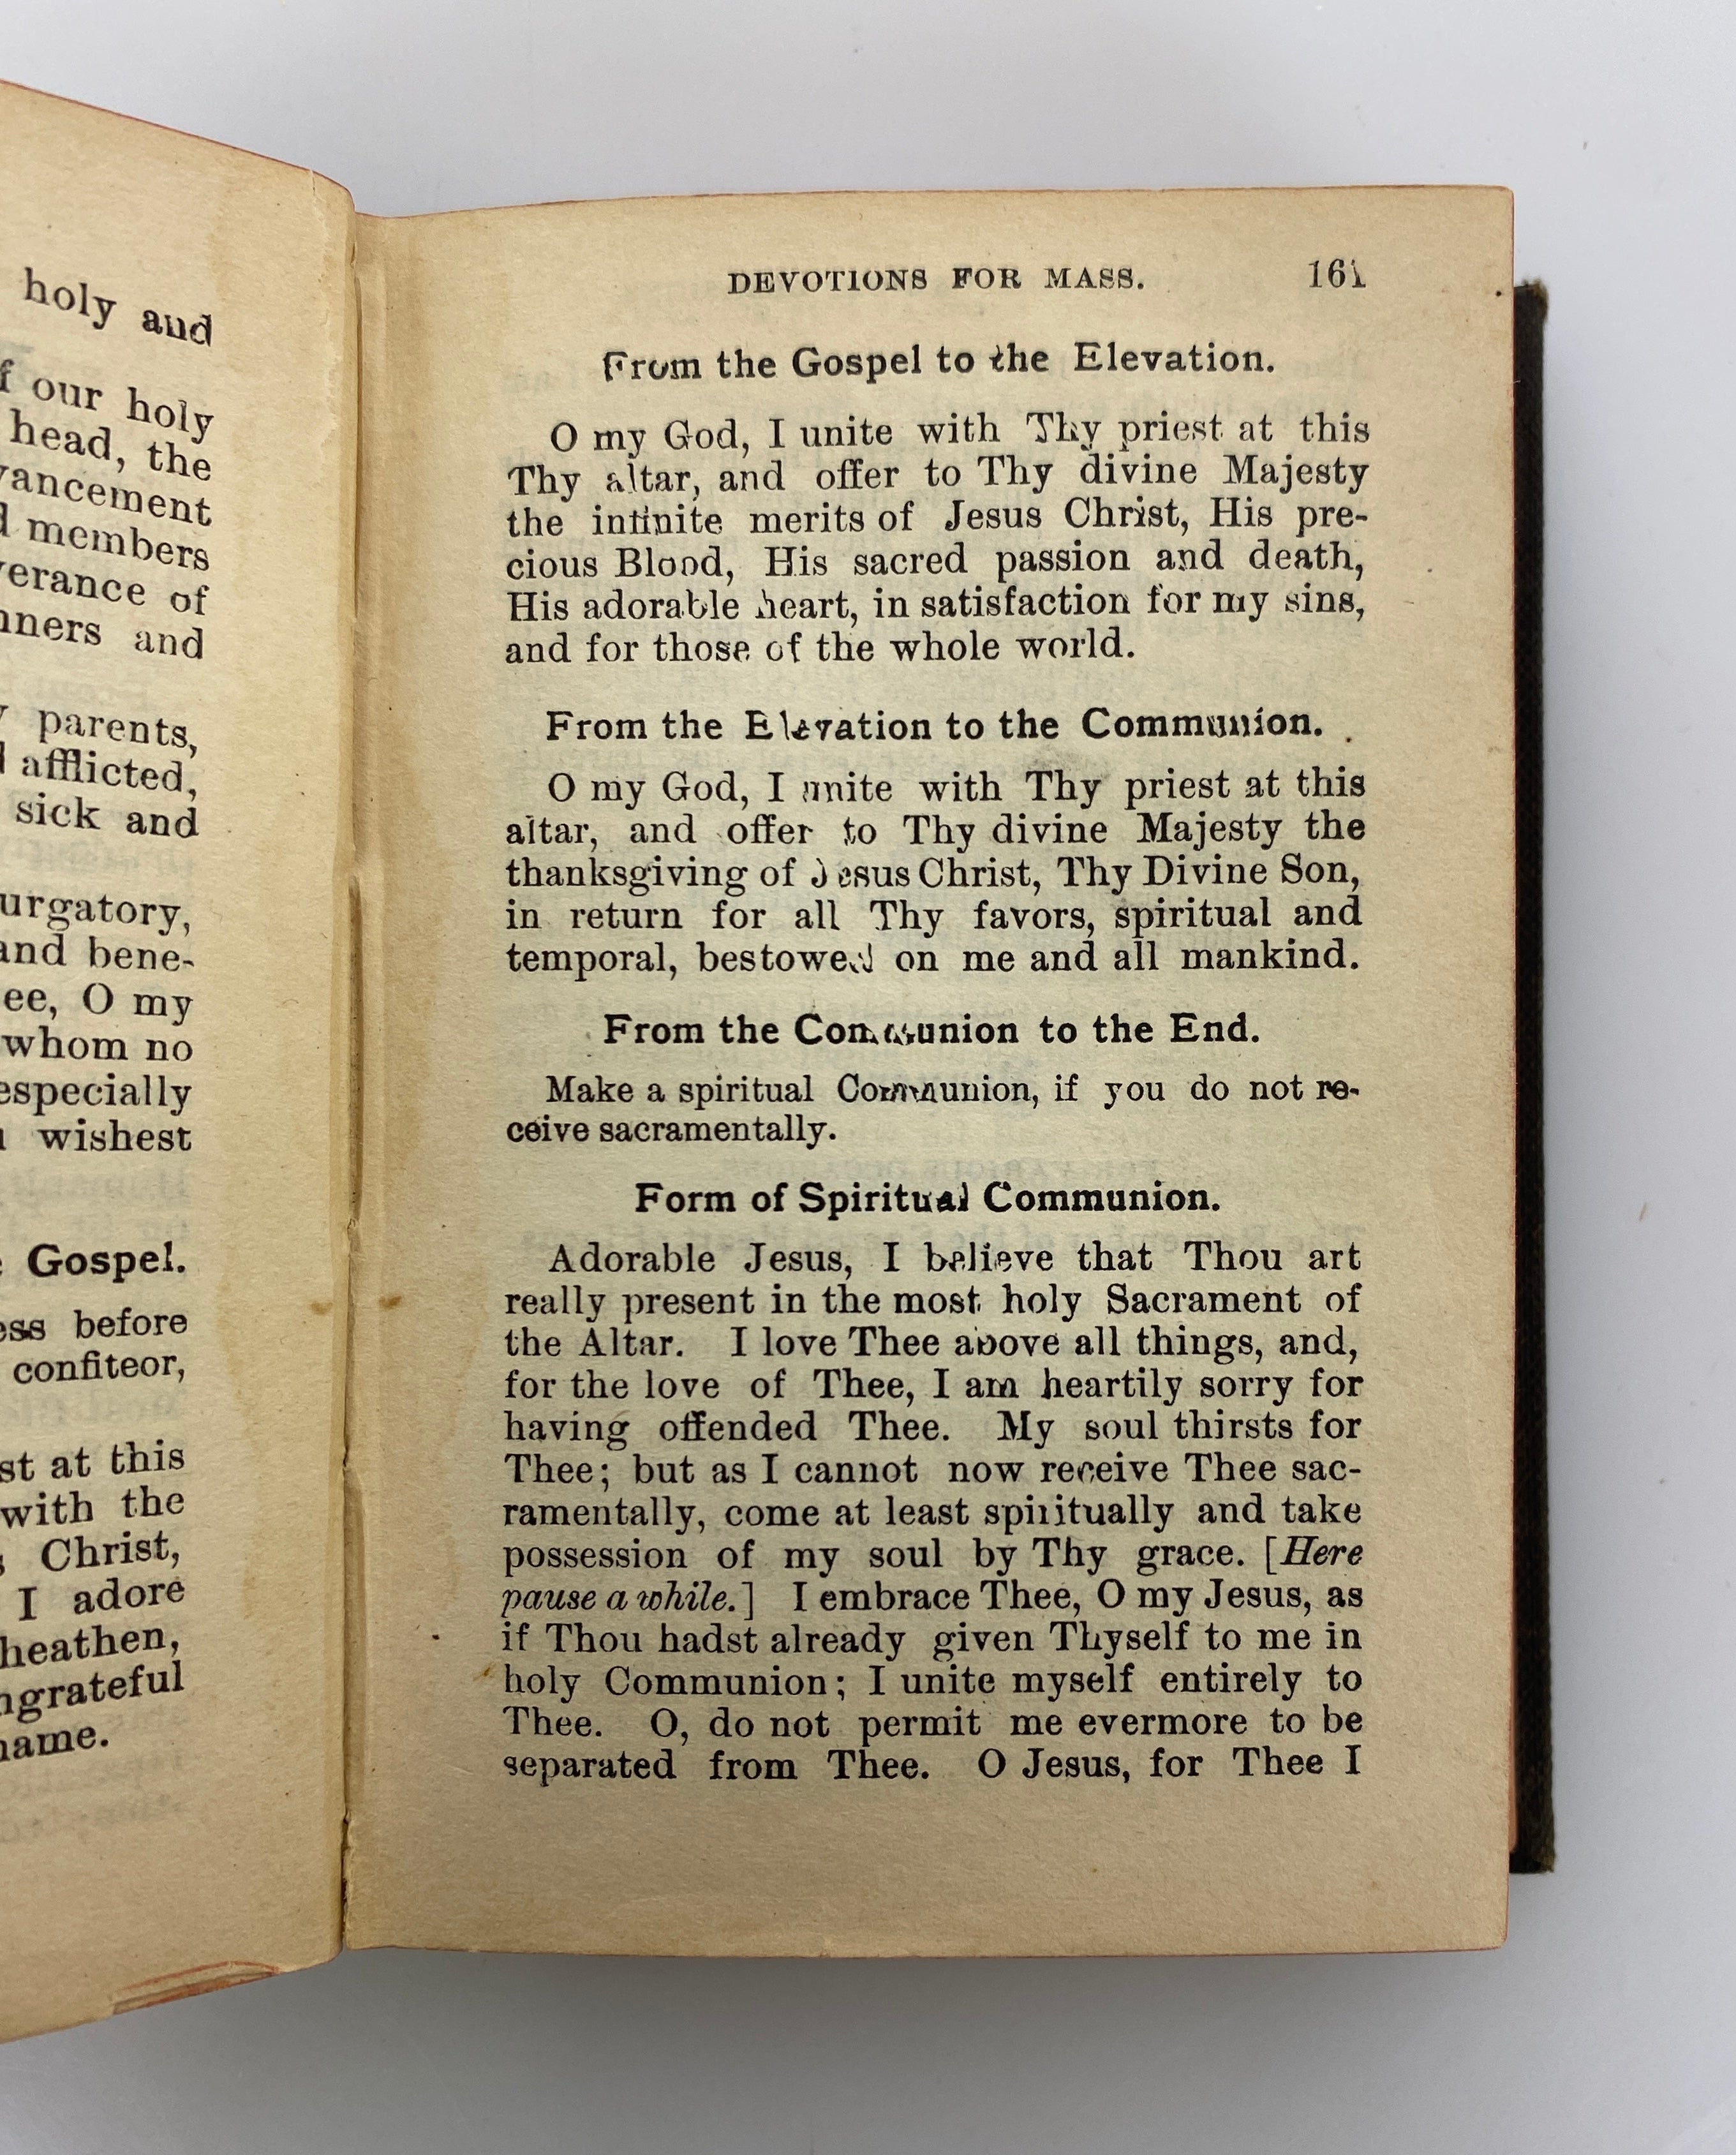 holy and
our holy
head, the
members
of
and
parents,
afflicted,
sick and
and bene-
O my
whom no
especially
wishest
Gospel.
before
confiteor,
at this
with the
Christ,
I adore
heathen,
DEVOTIONS FOR MASS. 161
From the Gospel to the Elevation.
O my God, I unite with Thy priest at this
Thy altar, and offer to Thy divine Majesty
the infinite merits of Jesus Christ, His pre-
cious Blood, His sacred passion and death,
His adorable heart, in satisfaction for my sins,
and for those of the whole world.
From the Elevation to the Communion.
O my God, I unite with Thy priest at this
altar, and offer to Thy divine Majesty the
thanksgiving of Jesus Christ, Thy Divine Son,
in return for all Thy favors, spiritual and
temporal, bestowed on me and all mankind.
From the Communion to the End.
Make a spiritual Communion, if you do not re-
ceive sacramentally.
Form of Spiritual Communion.
Adorable Jesus, I believe that Thou art
really present in the most holy Sacrament of
the Altar. I love Thee above all things, and,
for the love of Thee, I am heartily sorry for
having offended Thee. My soul thirsts for
Thee; but as I cannot now receive Thee sac-
ramentally, come at least spiritually and take
possession of my soul by Thy grace. [Here
pause a while.] I embrace Thee, O my Jesus, as
if Thou hadst already given Thyself to me in
holy Communion; I unite myself entirely to
Thee. O, do not permit me evermore to be
separated from Thee. O Jesus, for Thee I